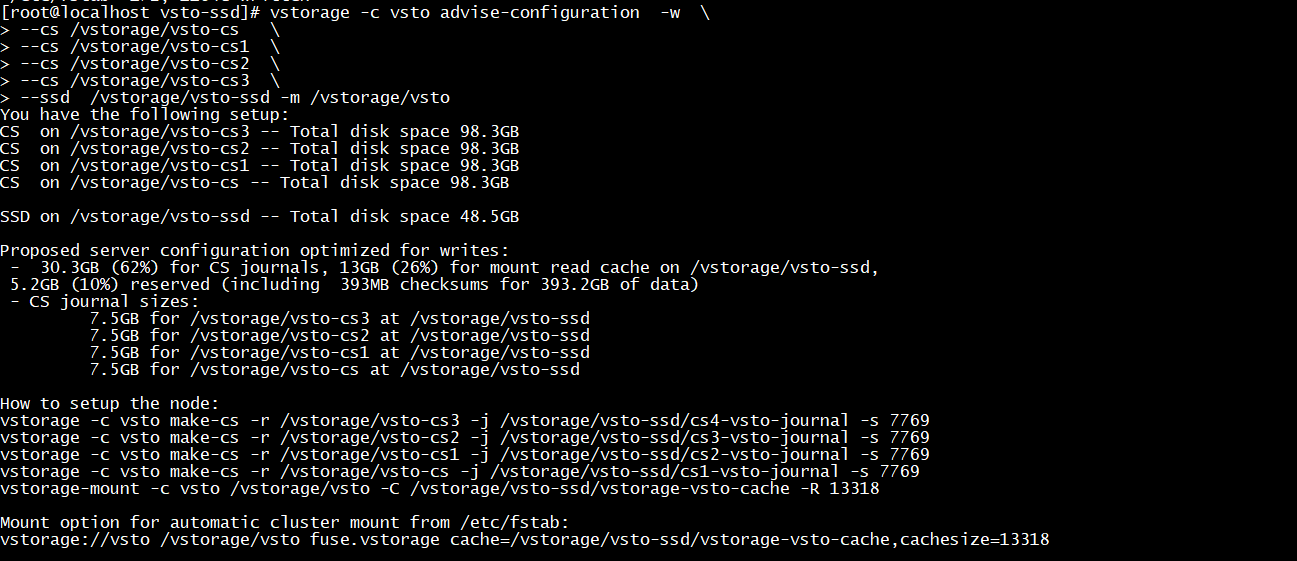 [root@localhost vsto-ssd]# vstorage -c vsto advise-configuration  -w  \
> --cs /vstorage/vsto-cs   \
> --cs /vstorage/vsto-cs1  \
> --cs /vstorage/vsto-cs2  \
> --cs /vstorage/vsto-cs3  \
> --ssd  /vstorage/vsto-ssd -m /vstorage/vsto
You have the following setup:
CS  on /vstorage/vsto-cs3 -- Total disk space 98.3GB
CS  on /vstorage/vsto-cs2 -- Total disk space 98.3GB
CS  on /vstorage/vsto-cs1 -- Total disk space 98.3GB
CS  on /vstorage/vsto-cs -- Total disk space 98.3GB
SSD on /vstorage/vsto-ssd -- Total disk space 48.5GB
Proposed server configuration optimized for writes:
 -  30.3GB (62%) for CS journals, 13GB (26%) for mount read cache on /vstorage/vsto-ssd,
 5.2GB (10%) reserved (including  393MB checksums for 393.2GB of data)
 - CS journal sizes:
         7.5GB for /vstorage/vsto-cs3 at /vstorage/vsto-ssd
         7.5GB for /vstorage/vsto-cs2 at /vstorage/vsto-ssd
         7.5GB for /vstorage/vsto-cs1 at /vstorage/vsto-ssd
         7.5GB for /vstorage/vsto-cs at /vstorage/vsto-ssd
How to setup the node:
vstorage -c vsto make-cs -r /vstorage/vsto-cs3 -j /vstorage/vsto-ssd/cs4-vsto-journal -s 7769
vstorage -c vsto make-cs -r /vstorage/vsto-cs2 -j /vstorage/vsto-ssd/cs3-vsto-journal -s 7769
vstorage -c vsto make-cs -r /vstorage/vsto-cs1 -j /vstorage/vsto-ssd/cs2-vsto-journal -s 7769
vstorage -c vsto make-cs -r /vstorage/vsto-cs -j /vstorage/vsto-ssd/cs1-vsto-journal -s 7769
vstorage-mount -c vsto /vstorage/vsto -C /vstorage/vsto-ssd/vstorage-vsto-cache -R 13318
Mount option for automatic cluster mount from /etc/fstab:
vstorage://vsto /vstorage/vsto fuse.vstorage cache=/vstorage/vsto-ssd/vstorage-vsto-cache,cachesize=13318